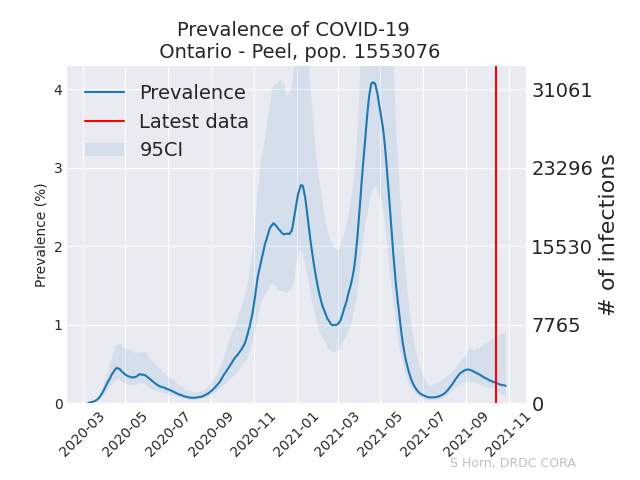 Prevalence of COVID-19
Ontario - Peel, pop. 1553076
Prevalence
Latest data
95CI
4
3
2
1
0
Prevalence (%)
31061
23296
15530
7765
0
# of infections
2020-03
2020-05
2020-07
2020-09
2020-11
2021-01
2021-03
2021-05
2021-07
2021-09
2021-11
S Horn, DRDC CORA